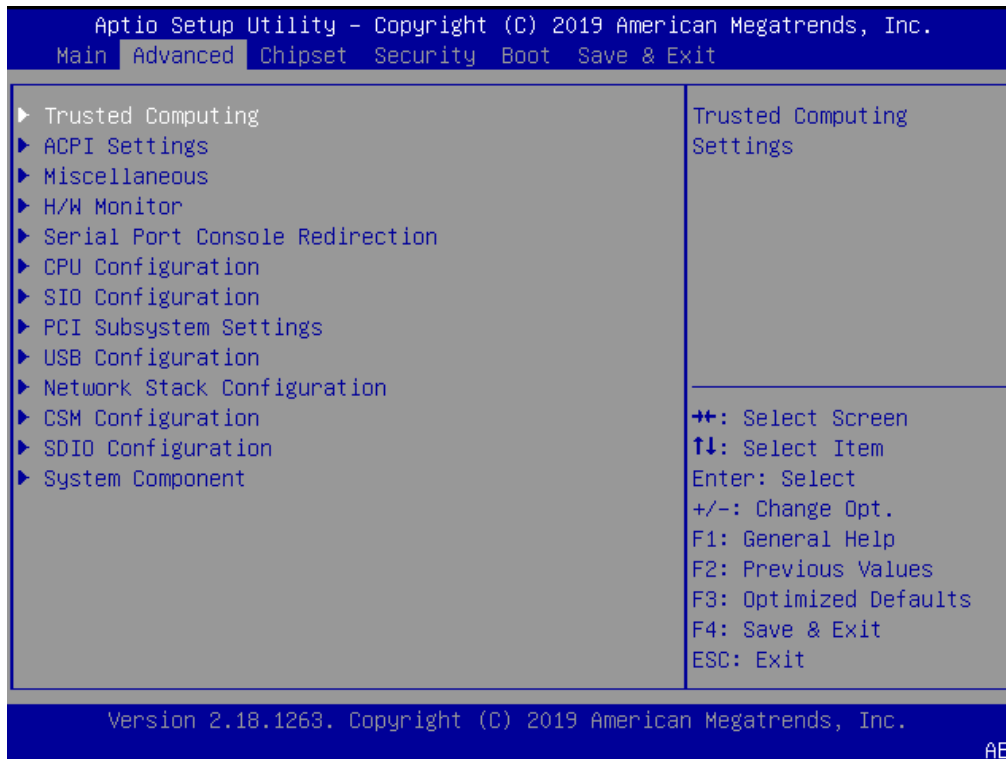 Aptio Setup Utility – Copyright (C) 2019 American Megatrends, Inc.
Main Advanced Chipset Security Boot Save & Exit
Trusted Computing
ACPI Settings
Miscellaneous
H/W Monitor
Serial Port Console Redirection
CPU Configuration
SIO Configuration
PCI Subsystem Settings
USB Configuration
Network Stack Configuration
CSM Configuration
SDIO Configuration
System Component
Trusted Computing
Settings
→←: Select Screen
↑↓: Select Item
Enter: Select
+/-: Change Opt.
F1: General Help
F2: Previous Values
F3: Optimized Defaults
F4: Save & Exit
ESC: Exit
Version 2.18.1263. Copyright (C) 2019 American Megatrends, Inc.